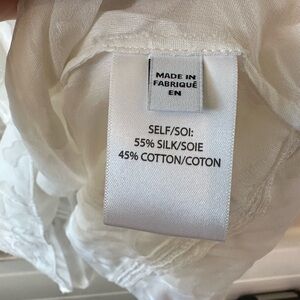 MADE IN
FABRIQUÉ
EN
SELF/SOI:
55% SILK/SOIE
45% COTTON/COTON